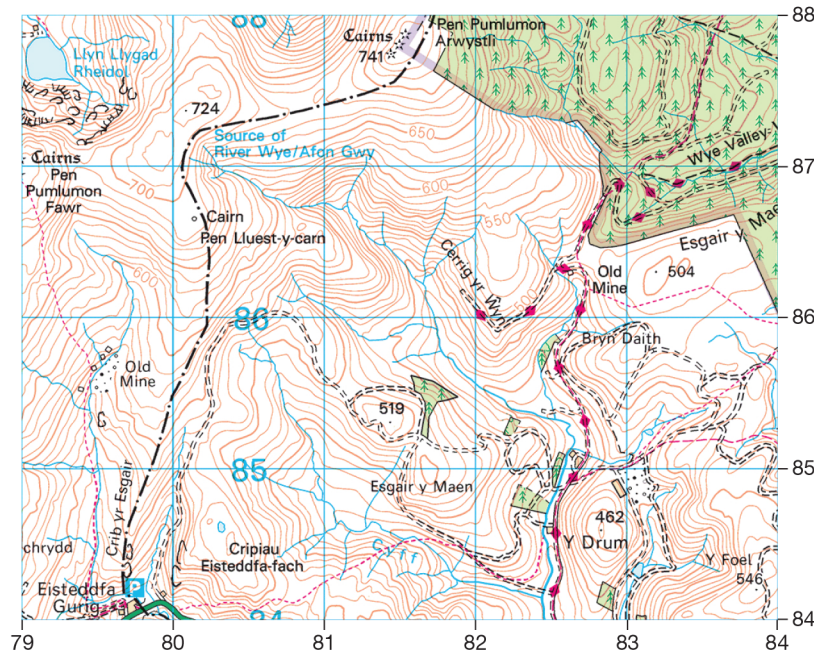 88
88
Llyn Llygad
Rheidol
Cairns
741
Pen Pumlumon
Arwystli
724
Source of
River Wye/Afon Gwy
650
Wye Valley
87
Cairns
Pen
Pumlumon
Fawr
700
600
550
Cairn
Pen Lluest-y-carn
Cerrig yr Wyn
Esgair y Mae
600
Old
Mine
504
86
86
Bryn Daith
Old
Mine
519
85
85
Esgair y Maen
Crib yr Esgair
chrydd
Cripiau
Eisteddfa-fach
462
Y Drum
Y Foel
546
Eisteddfa
Gurig
P
84
84
79
80
81
82
83
84